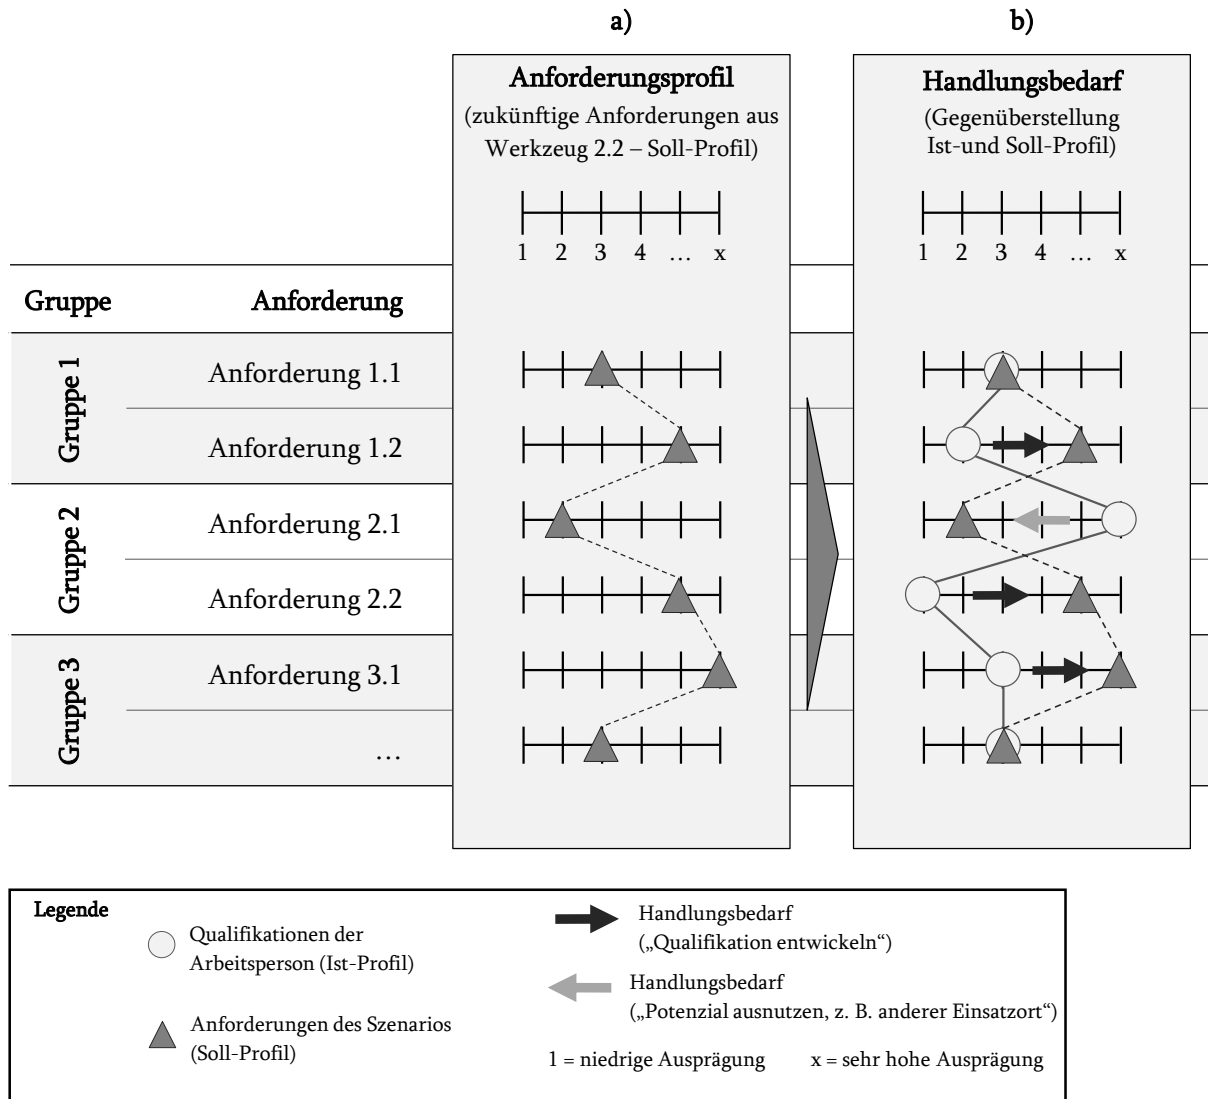 a)
b)
Anforderungsprofil
(zukünftige Anforderungen aus
Werkzeug 2.2 – Soll-Profil)
Handlungsbedarf
(Gegenüberstellung
Ist-und Soll-Profil)
1 2 3 4 … x
1 2 3 4 … x
Gruppe Anforderung
Gruppe 1
Anforderung 1.1
Anforderung 1.2
Gruppe 2
Anforderung 2.1
Anforderung 2.2
Gruppe 3
Anforderung 3.1
…
Legende
Qualifikationen der
Arbeitsperson (Ist-Profil)
Anforderungen des Szenarios
(Soll-Profil)
Handlungsbedarf
(„Qualifikation entwickeln“)
Handlungsbedarf
(„Potenzial ausnutzen, z. B. anderer Einsatzort“)
1 = niedrige Ausprägung x = sehr hohe Ausprägung